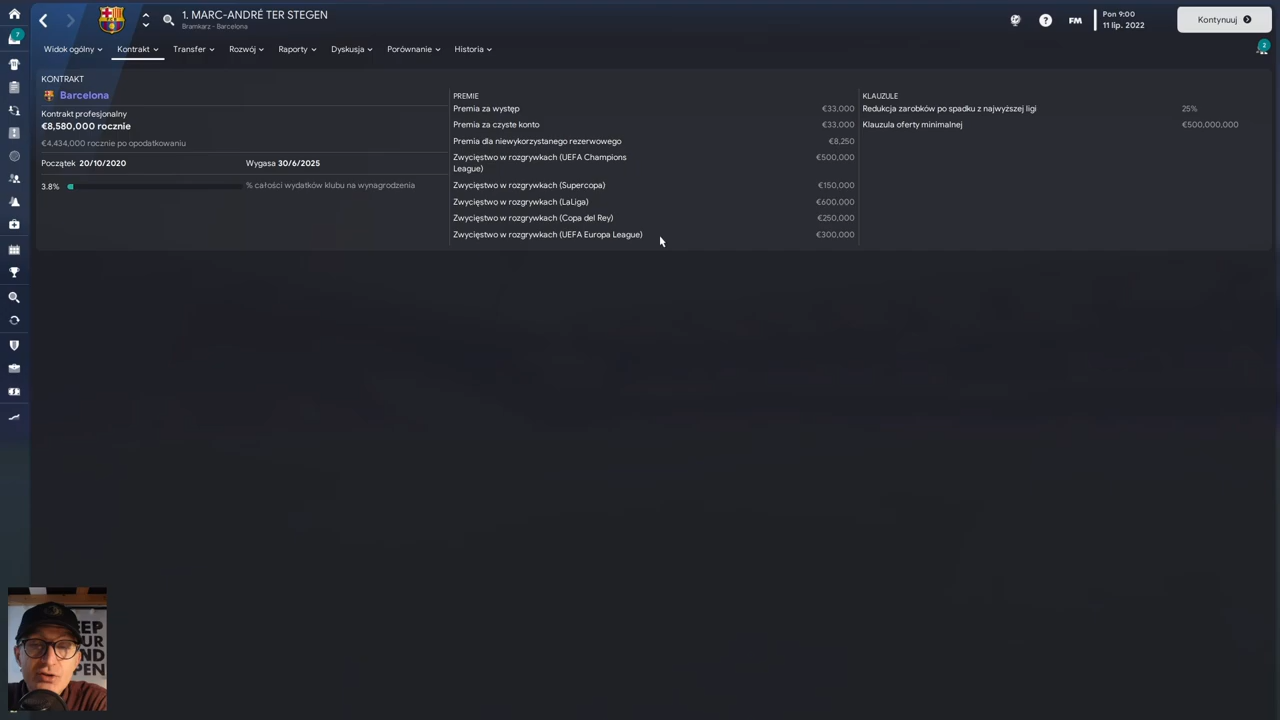 1. MARC-ANDRÉ TER STEGEN
Bramkarz - Barcelona
FM
Pon 9:00
11 lip. 2022
Kontynuuj
7
Widok ogólny
Kontrakt
Transfer
Rozwój
Raporty
Dyskusja
Porównanie
Historia
2
KONTRAKT
Barcelona
Kontrakt profesjonalny
€8,580,000 rocznie
€4,434,000 rocznie po opodatkowaniu
Początek 20/10/2020
Wygasa 30/6/2025
3.8%
% całości wydatków klubu na wynagrodzenia
PREMIE
Premia za występ €33,000
Premia za czyste konto €33,000
Premia dla niewykorzystanego rezerwowego €8,250
Zwycięstwo w rozgrywkach (UEFA Champions €500,000
League)
Zwycięstwo w rozgrywkach (Supercopa) €150,000
Zwycięstwo w rozgrywkach (LaLiga) €600,000
Zwycięstwo w rozgrywkach (Copa del Rey) €250,000
Zwycięstwo w rozgrywkach (UEFA Europa League) €300,000
KLAUZULE
Redukcja zarobków po spadku z najwyższej ligi 25%
Klauzula oferty minimalnej €500,000,000
EEP
UR
ND
PEN